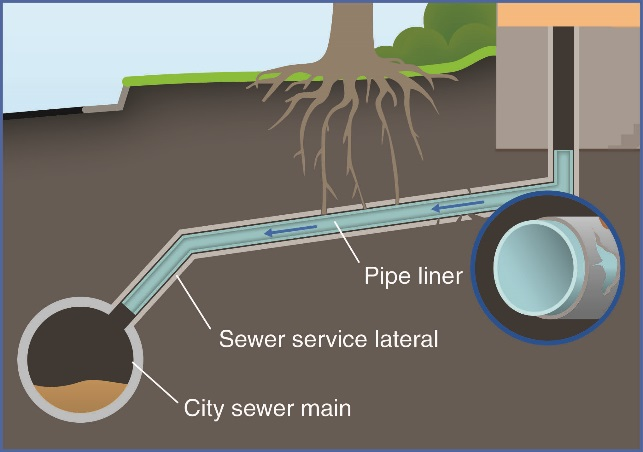 Pipe liner
Sewer service lateral
City sewer main